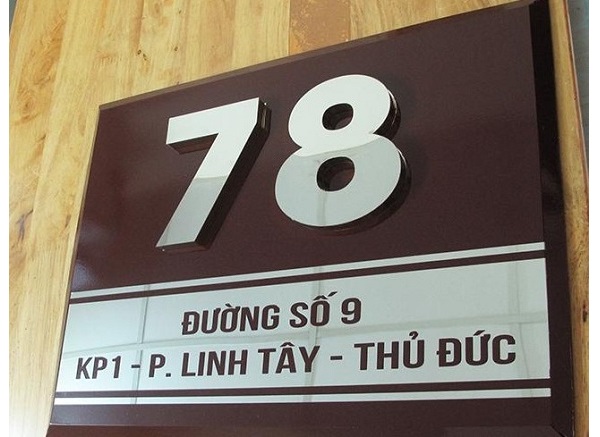 78
ĐƯỜNG SỐ 9
KP1 - P. LINH TÂY - THỦ ĐỨC